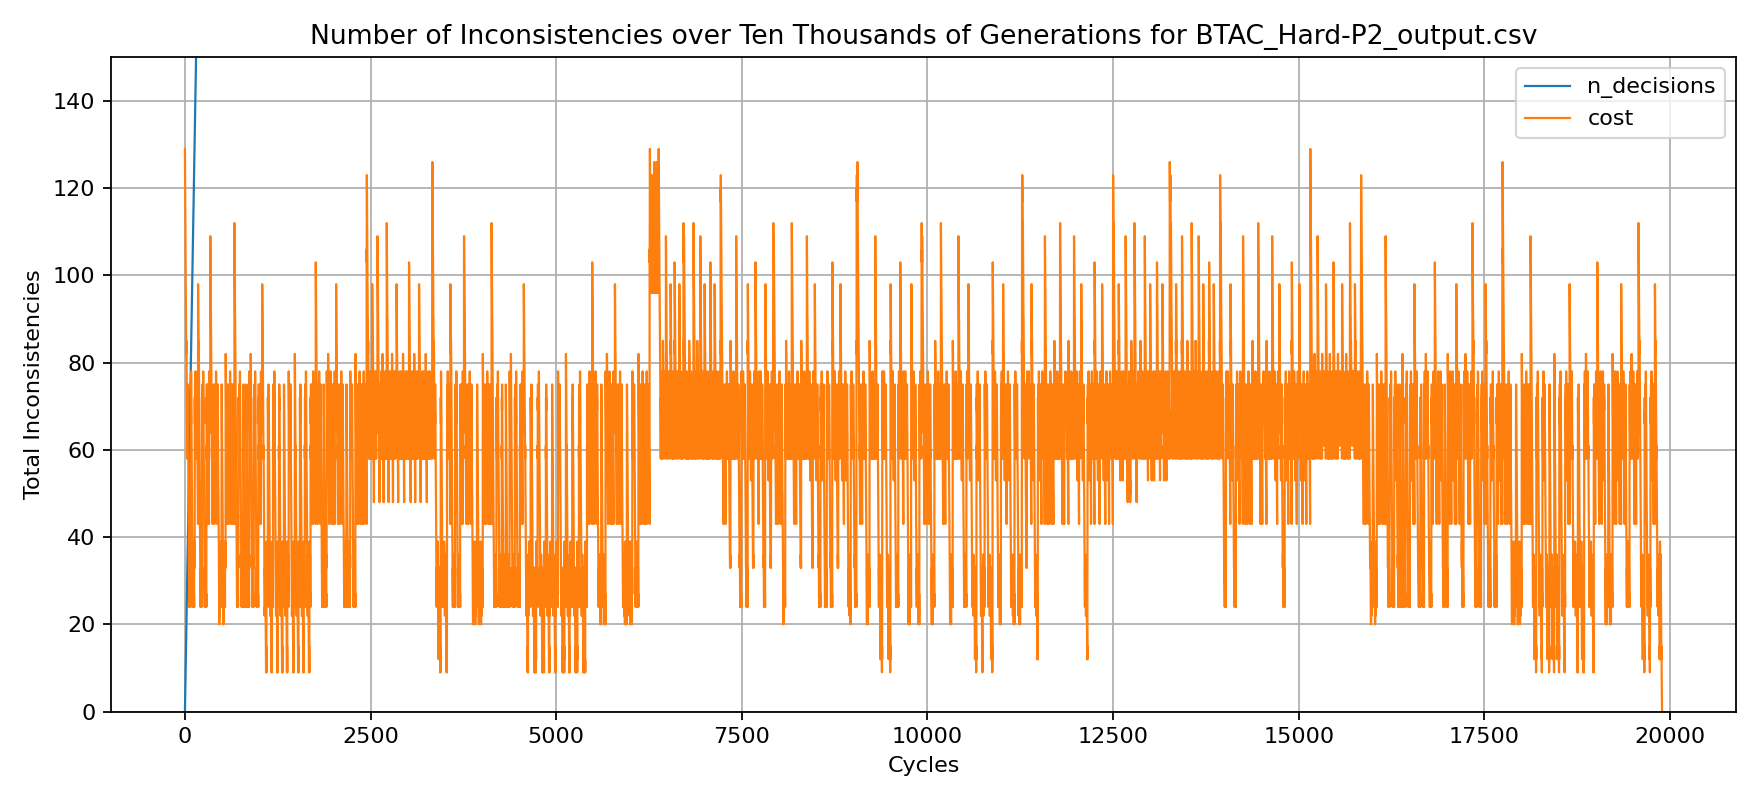 Number of Inconsistencies over Ten Thousands of Generations for BTAC_Hard-P2_output.csv
n_decisions
cost
Total Inconsistencies
140
120
100
80
60
40
20
0
0 2500 5000 7500 10000 12500 15000 17500 20000
Cycles